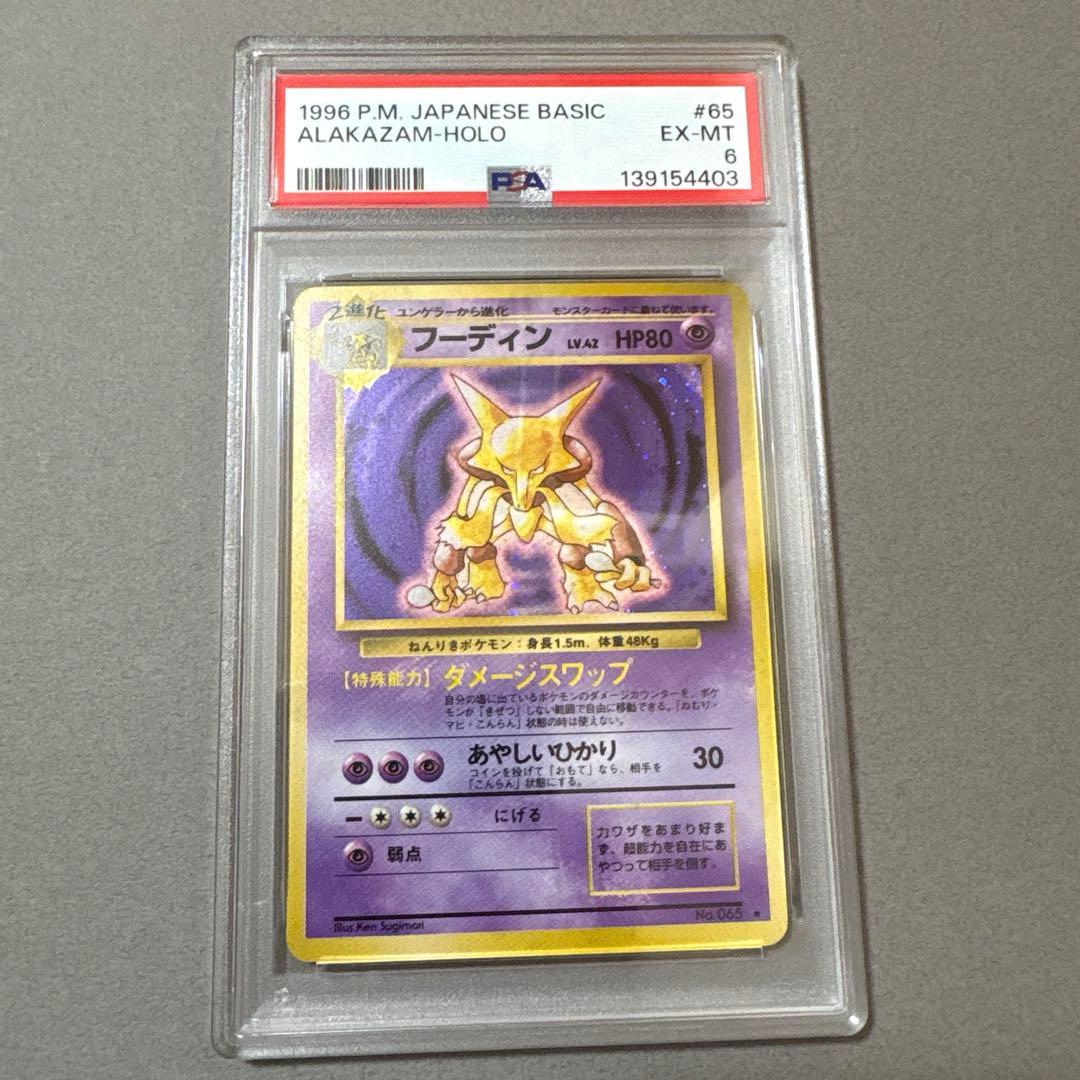 1996 P.M. JAPANESE BASIC #65
ALAKAZAM-HOLO EX-MT
6
PSA 139154403
2進化 ユンゲラーから進化 モンスターカードに重ねて使います。
フーディン LV.42 HP80
ねんりきポケモン：身長1.5m、体重48Kg
【特殊能力】ダメージスワップ
自分の場に出ているポケモンのダメージカウンターを、ポケ
モンが「きぜつ」しない範囲で自由に移動できる。「ねむり・
マヒ・こんらん」状態の時は使えない。
あやしいひかり 30
コインを投げて「おもて」なら、相手を
「こんらん」状態にする。
にげる
弱点
力ワザをあまり好ま
ず、超能力を自在にあ
やつって相手を倒す。
No.065
Illus.Ken Sugimori